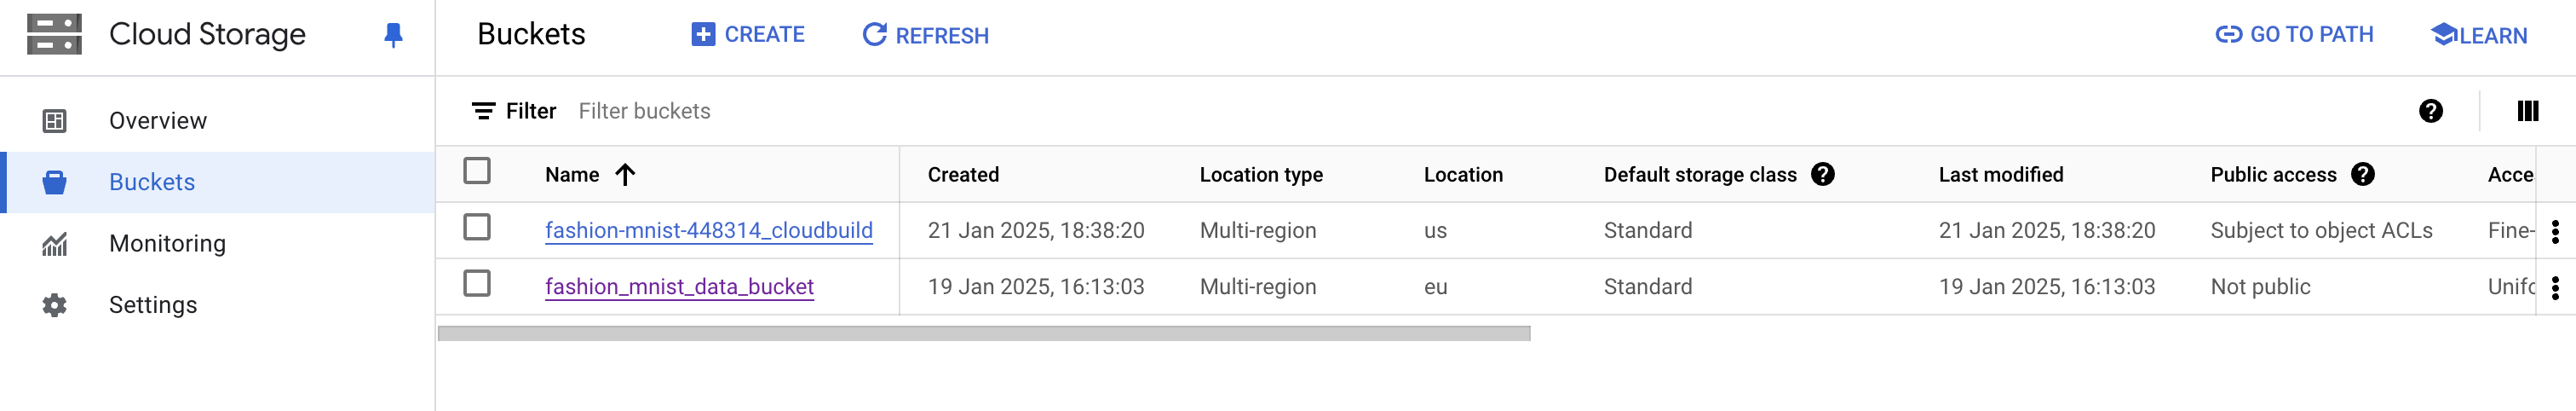 Cloud Storage
Buckets CREATE REFRESH GO TO PATH LEARN
Overview
Buckets
Monitoring
Settings
Filter Filter buckets
Name Created Location type Location Default storage class Last modified Public access Acce
fashion-mnist-448314_cloudbuild 21 Jan 2025, 18:38:20 Multi-region us Standard 21 Jan 2025, 18:38:20 Subject to object ACLs Fine-
fashion_mnist_data_bucket 19 Jan 2025, 16:13:03 Multi-region eu Standard 19 Jan 2025, 16:13:03 Not public Unifo